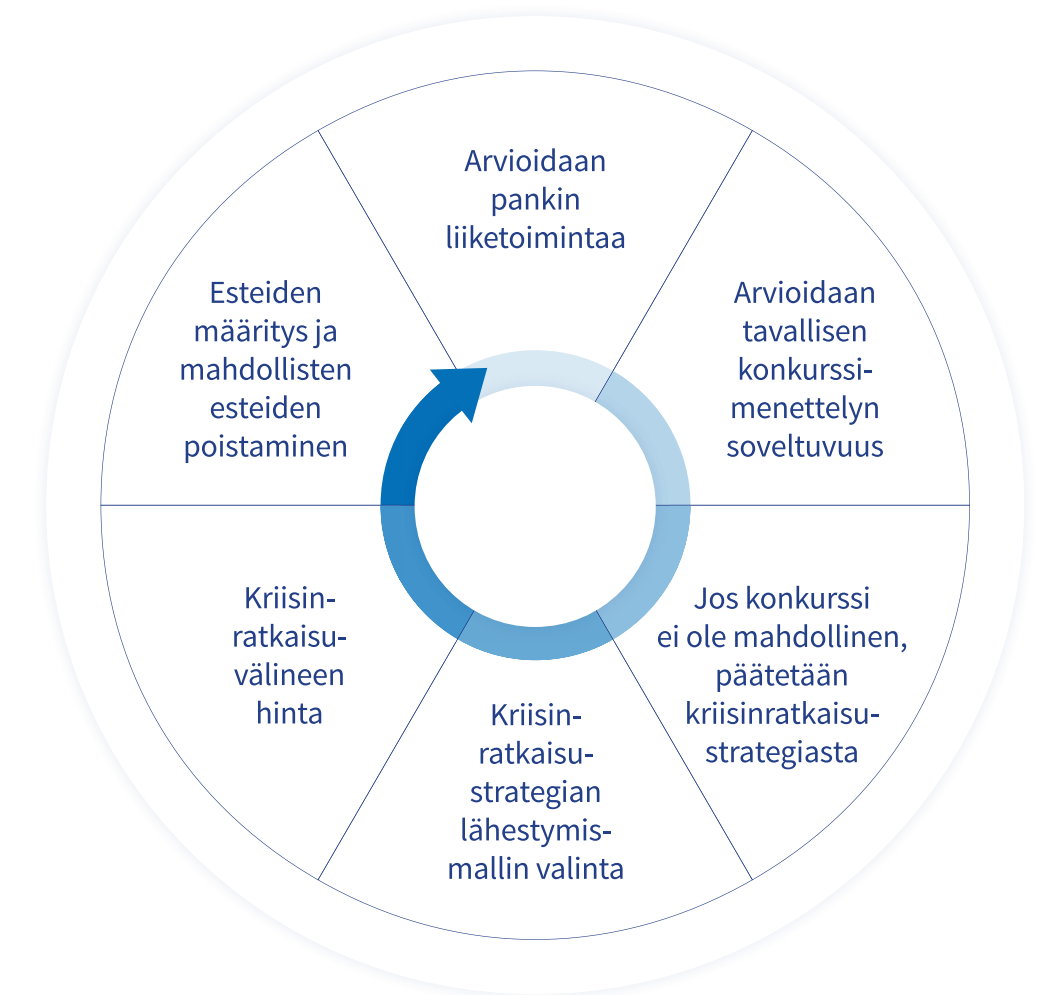 Arvioidaan
pankin
liiketoimintaa
Arvioidaan
tavallisen
konkurssi-
menettelyn
soveltuvuus
Jos konkurssi
ei ole mahdollinen,
päätetään
kriisinratkaisu-
strategiasta
Kriisin-
ratkaisu-
strategian
lähestymis-
mallin valinta
Kriisin-
ratkaisu-
välineen
hinta
Esteiden
määritys ja
mahdollisten
esteiden
poistaminen